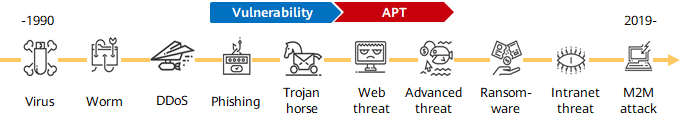 Vulnerability APT
-1990 2019-
Virus Worm DDoS Phishing Trojan horse Web threat Advanced threat Ransom-ware Intranet threat M2M attack